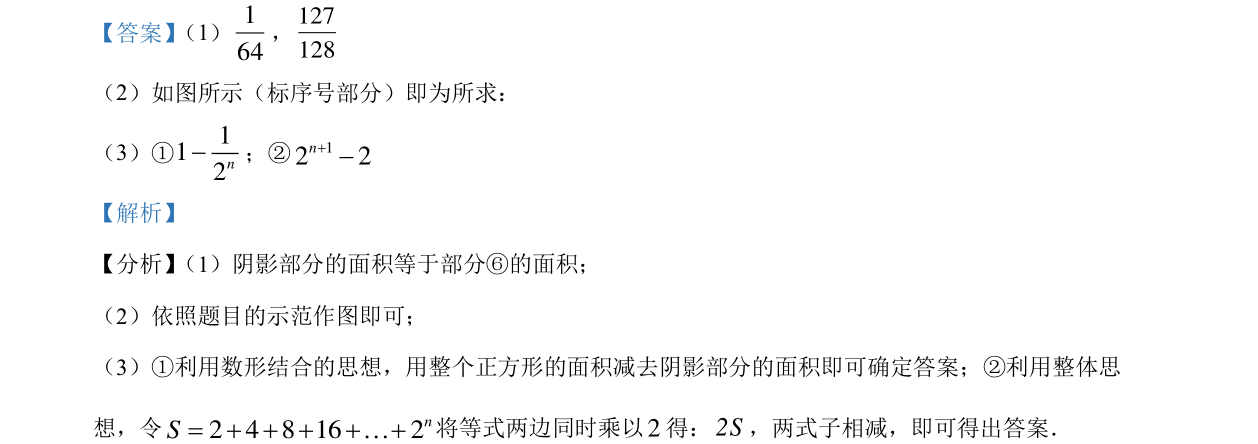 【答案】(1) 1/64，127/128
(2) 如图所示（标序号部分）即为所求：
(3) ①1−1/2ⁿ；②2ⁿ⁺¹−2
【解析】
【分析】(1) 阴影部分的面积等于部分⑥的面积；
(2) 依照题目的示范作图即可；
(3) ①利用数形结合的思想，用整个正方形的面积减去阴影部分的面积即可确定答案；②利用整体思
想，令 S=2+4+8+16+…+2ⁿ 将等式两边同时乘以 2 得：2S，两式子相减，即可得出答案．